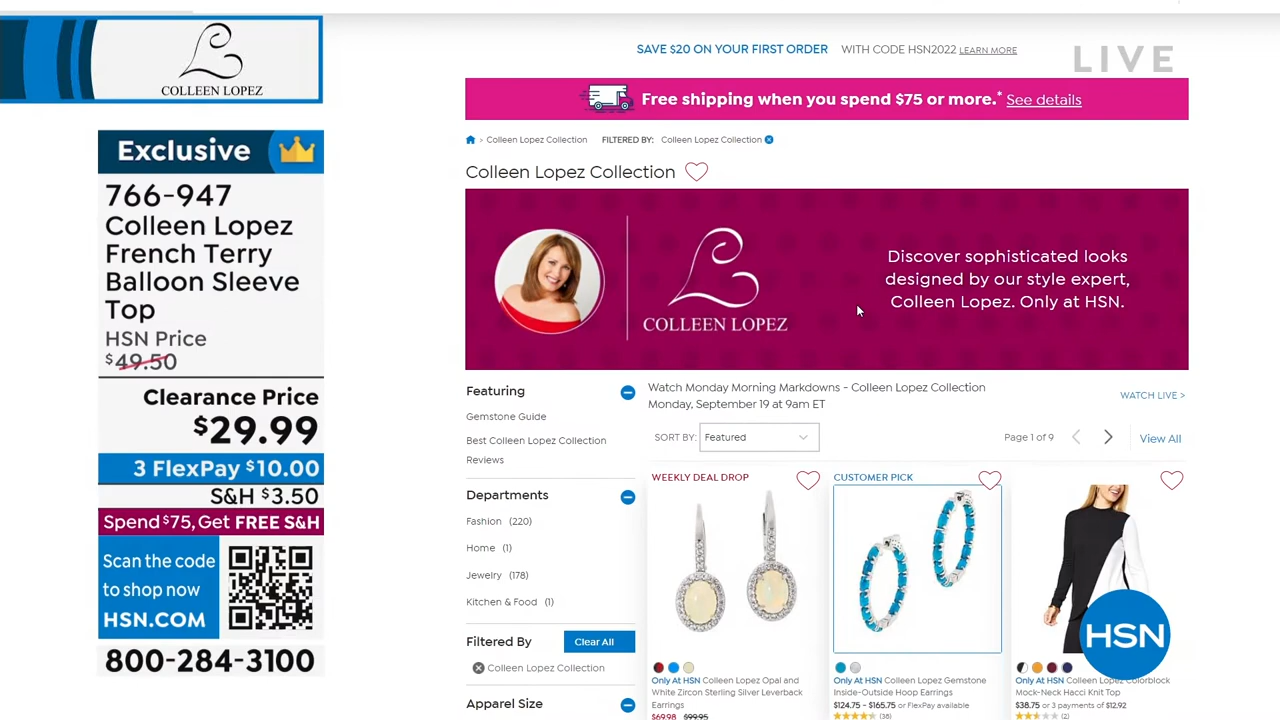 COLLEEN LOPEZ
Exclusive
766-947
Colleen Lopez
French Terry
Balloon Sleeve
Top
HSN Price
$49.50
Clearance Price
$29.99
3 FlexPay $10.00
S&H $3.50
Spend $75, Get FREE S&H
Scan the code
to shop now
HSN.COM
800-284-3100
SAVE $20 ON YOUR FIRST ORDER WITH CODE HSN2022 LEARN MORE
LIVE
Free shipping when you spend $75 or more.* See details
> Colleen Lopez Collection FILTERED BY: Colleen Lopez Collection
Colleen Lopez Collection
COLLEEN LOPEZ
Discover sophisticated looks
designed by our style expert,
Colleen Lopez. Only at HSN.
Featuring
Gemstone Guide
Best Colleen Lopez Collection
Reviews
Departments
Fashion (220)
Home (1)
Jewelry (178)
Kitchen & Food (1)
Filtered By
Clear All
Colleen Lopez Collection
Apparel Size
Watch Monday Morning Markdowns - Colleen Lopez Collection
Monday, September 19 at 9am ET
WATCH LIVE >
SORT BY: Featured
Page 1 of 9
View All
WEEKLY DEAL DROP
Only At HSN Colleen Lopez Opal and
White Zircon Sterling Silver Leverback
Earrings
$69.98 $99.95
CUSTOMER PICK
Only At HSN Colleen Lopez Gemstone
Inside-Outside Hoop Earrings
$124.75 - $165.75 or FlexPay available
(38)
Only At HSN Colleen Lopez Colorblock
Mock-Neck Hacci Knit Top
$38.75 or 3 payments of $12.92
(2)
HSN